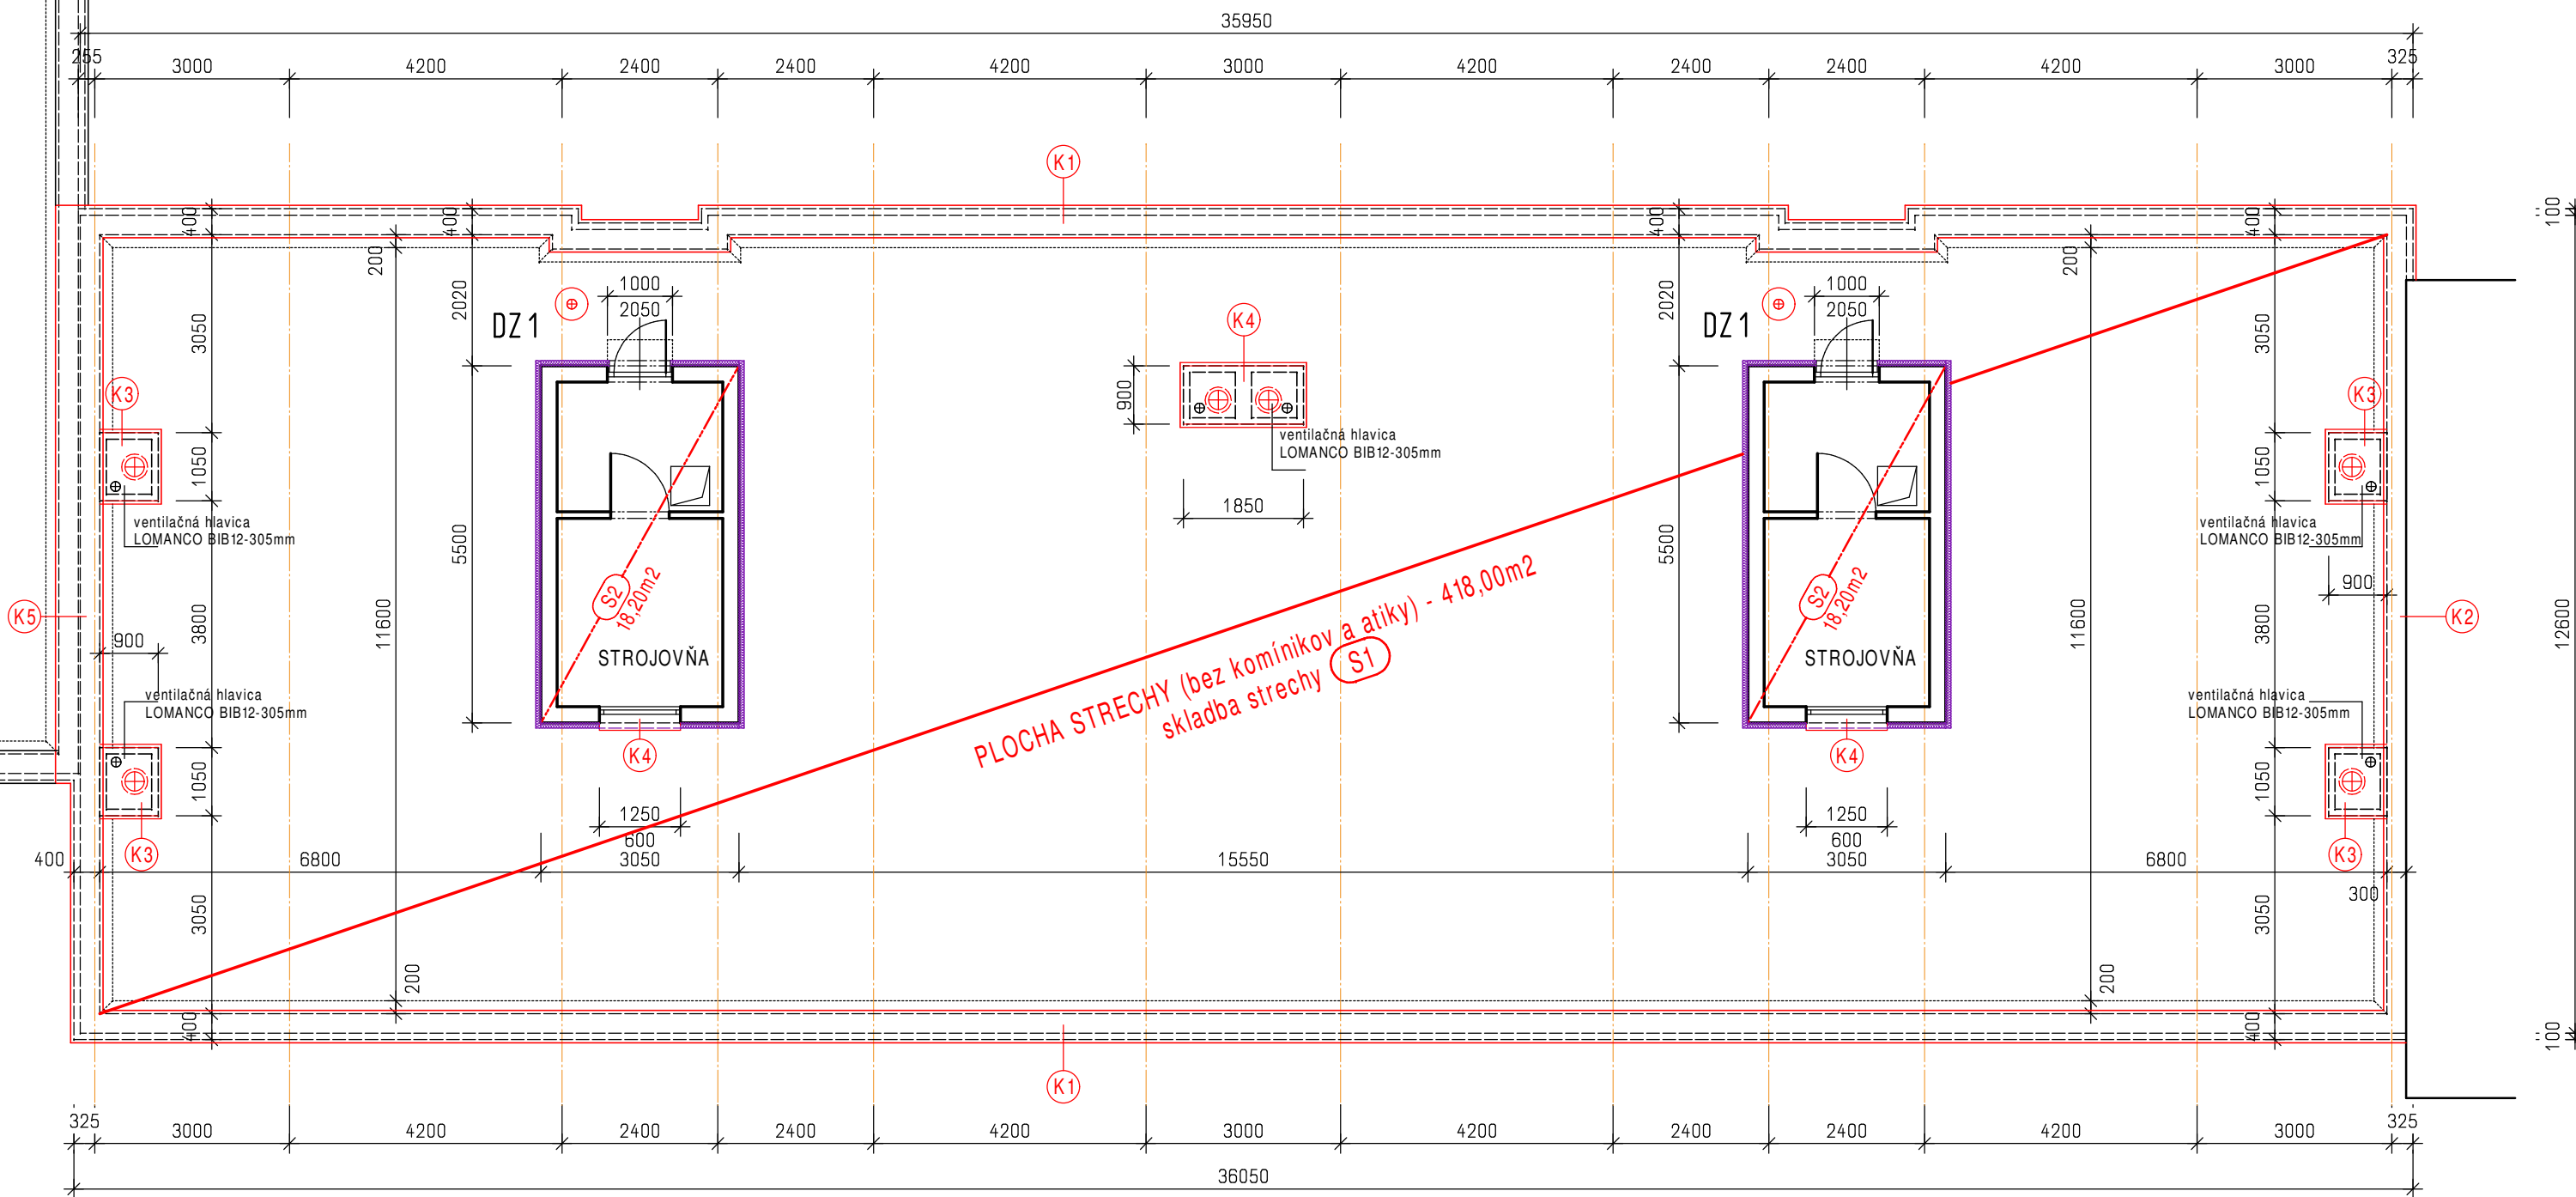 35950
255 3000 4200 2400 2400 4200 3000 4200 2400 2400 4200 3000 325
K1
400 400 400 400 100
200 200
2020 1000 2020 1000
2050 2050
DZ1 K4 DZ1
3050 3050
K3 900 K3
ventilačná hlavica
LOMANCO BIB12-305mm
1050 1050
1850
ventilačná hlavica
LOMANCO BIB12-305mm
ventilačná hlavica
LOMANCO BIB12-305mm
5500 5500
900
S2
18,20m2
S2
18,20m2
K5 3800 11600 11600 3800 K2 12600
900
STROJOVŇA STROJOVŇA
PLOCHA STRECHY (bez komínikov a atiky) - 418,00m2
skladba strechy S1
ventilačná hlavica
LOMANCO BIB12-305mm
ventilačná hlavica
LOMANCO BIB12-305mm
K4 K4
1050 1050
1250 1250
600 600
K3 K3
400 6800 3050 15550 3050 6800
300
3050 3050
200 200
400 400 100
K1
325 3000 4200 2400 2400 4200 3000 4200 2400 2400 4200 3000 325
36050